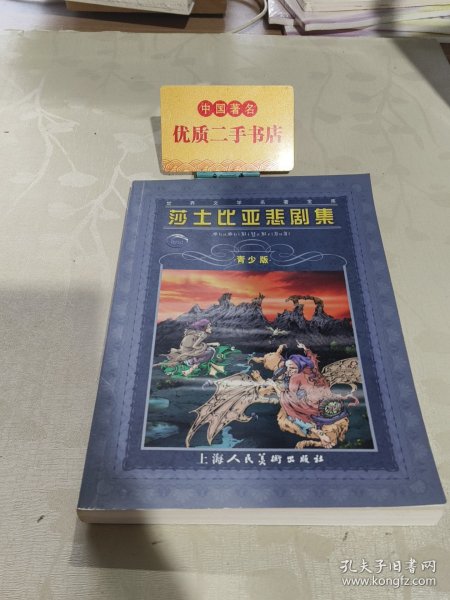 中国著名
优质二手书店
世界文学名著宝库
莎士比亚悲剧集
青少版
上海人民美术出版社
孔夫子旧书网
www.kongfz.com